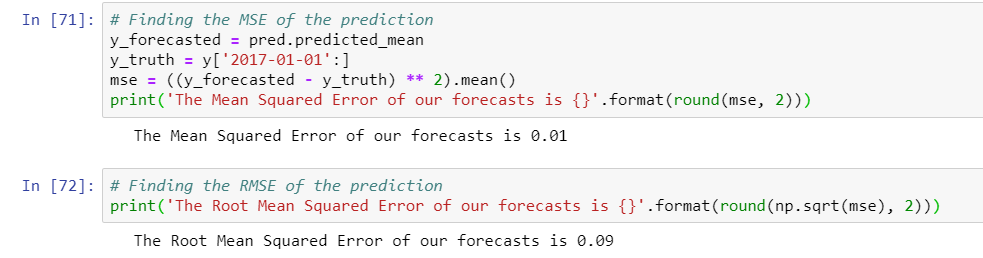 In [71]: # Finding the MSE of the prediction
y_forecasted = pred.predicted_mean
y_truth = y['2017-01-01':]
mse = ((y_forecasted - y_truth) ** 2).mean()
print('The Mean Squared Error of our forecasts is {}'.format(round(mse, 2)))
The Mean Squared Error of our forecasts is 0.01
In [72]: # Finding the RMSE of the prediction
print('The Root Mean Squared Error of our forecasts is {}'.format(round(np.sqrt(mse), 2)))
The Root Mean Squared Error of our forecasts is 0.09